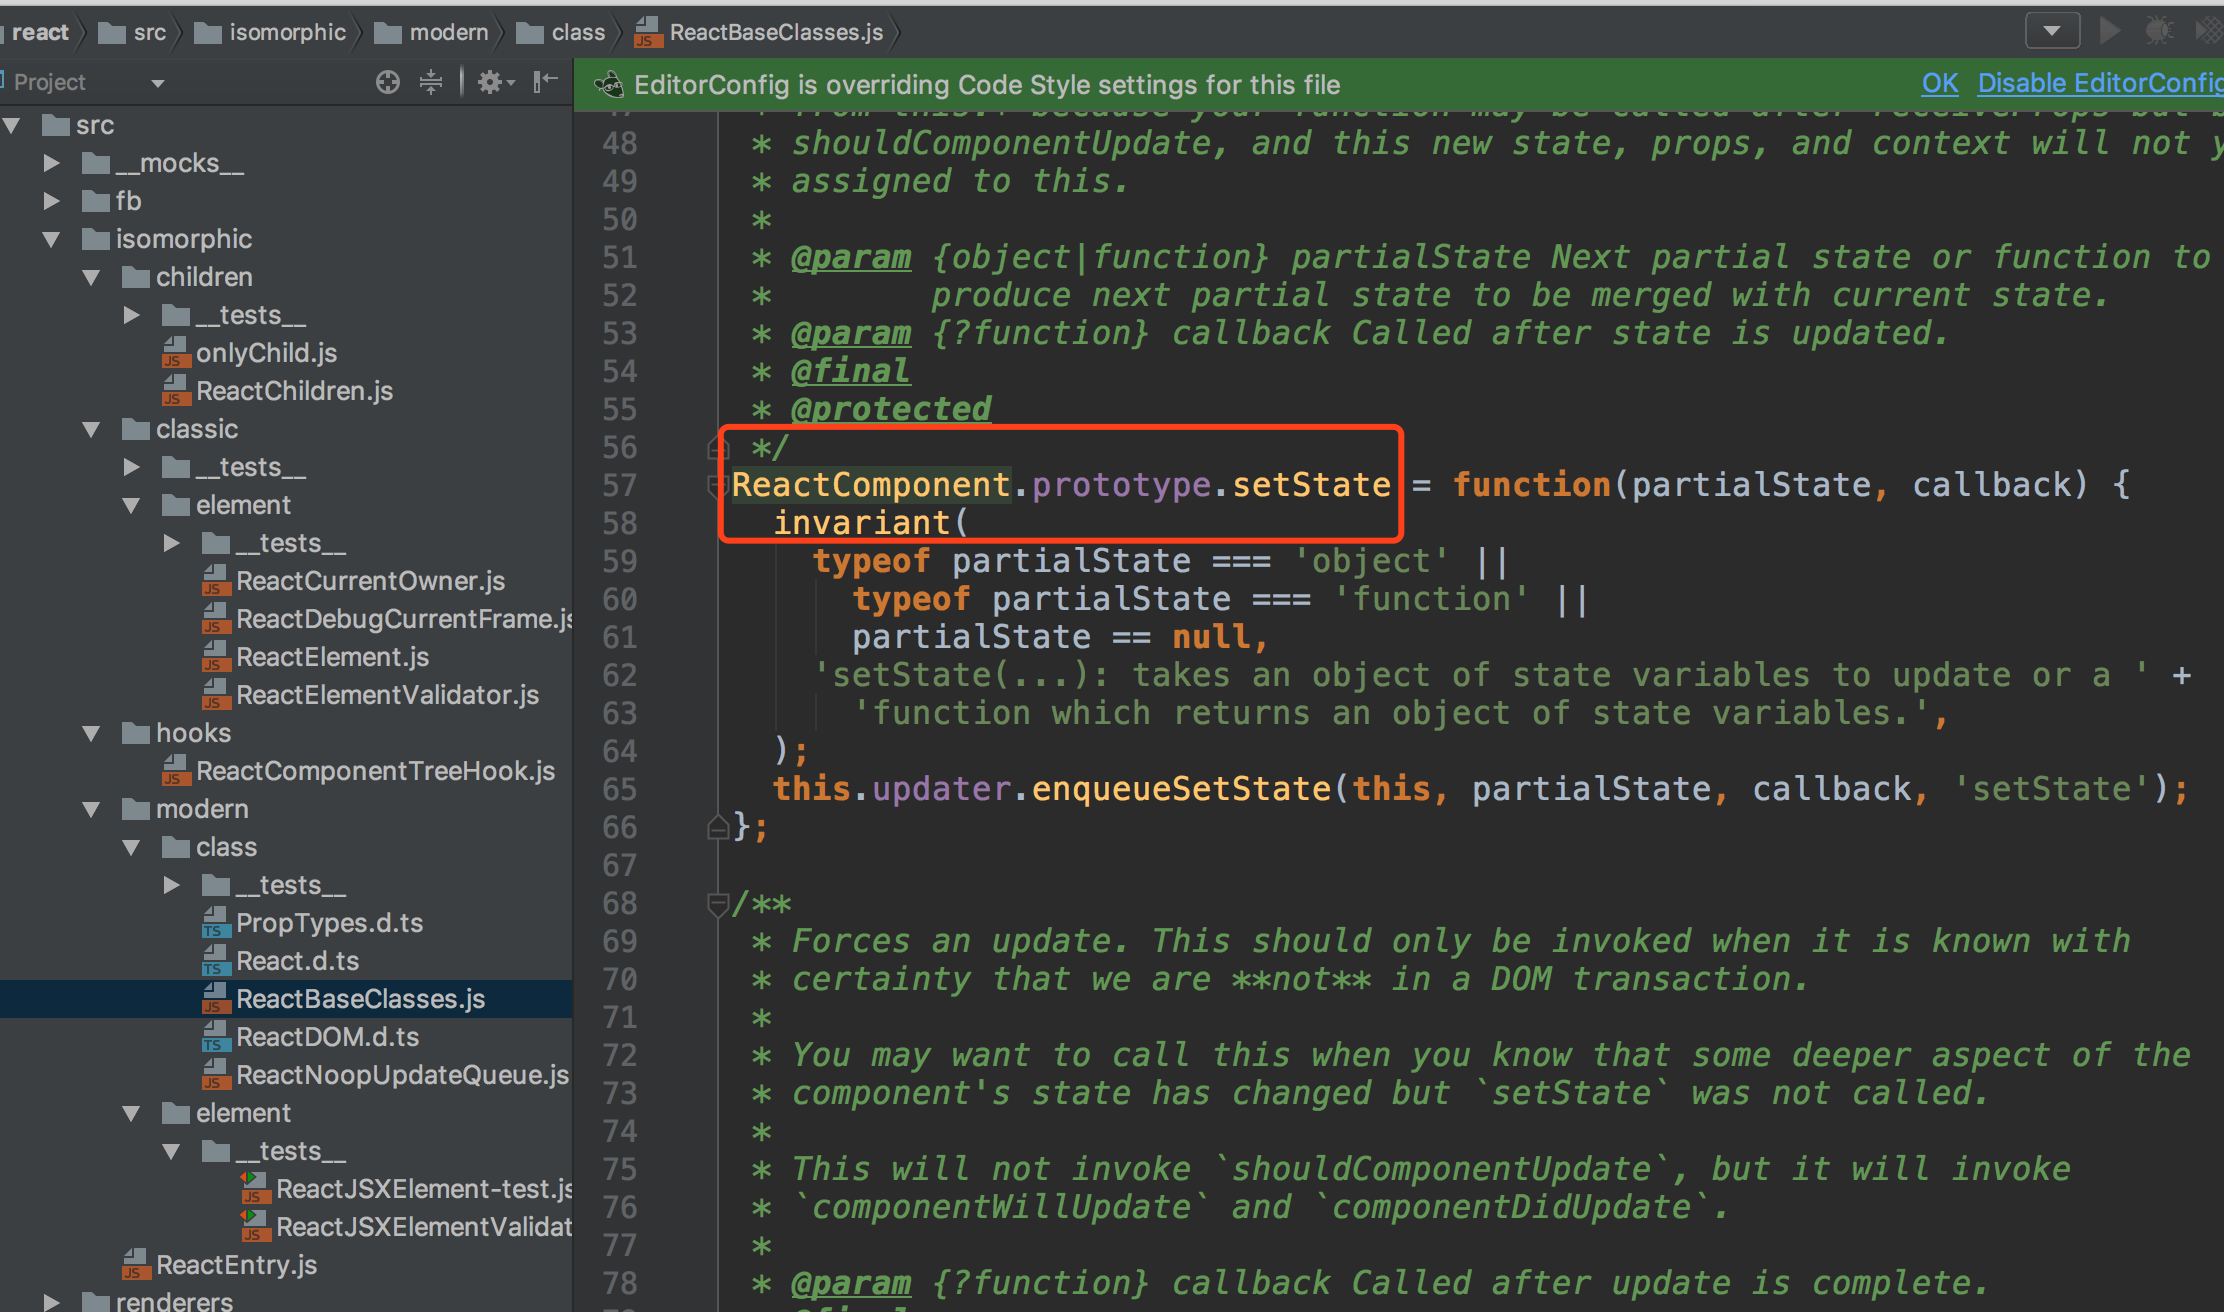 react src isomorphic modern class ReactBaseClasses.js
Project
EditorConfig is overriding Code Style settings for this file OK Disable EditorConfig
src
__mocks__
fb
isomorphic
children
__tests__
onlyChild.js
ReactChildren.js
classic
__tests__
element
__tests__
ReactCurrentOwner.js
ReactDebugCurrentFrame.js
ReactElement.js
ReactElementValidator.js
hooks
ReactComponentTreeHook.js
modern
class
__tests__
PropTypes.d.ts
React.d.ts
ReactBaseClasses.js
ReactDOM.d.ts
ReactNoopUpdateQueue.js
element
__tests__
ReactJSXElement-test.js
ReactJSXElementValidat
ReactEntry.js
renderers
48 * shouldComponentUpdate, and this new state, props, and context will not y
49 * assigned to this.
50 *
51 * @param {object|function} partialState Next partial state or function to
52 * produce next partial state to be merged with current state.
53 * @param {?function} callback Called after state is updated.
54 * @final
55 * @protected
56 */
57 ReactComponent.prototype.setState = function(partialState, callback) {
58 invariant(
59 typeof partialState === 'object' ||
60 typeof partialState === 'function' ||
61 partialState == null,
62 'setState(...): takes an object of state variables to update or a ' +
63 'function which returns an object of state variables.',
64 );
65 this.updater.enqueueSetState(this, partialState, callback, 'setState');
66 };
67
68 /**
69 * Forces an update. This should only be invoked when it is known with
70 * certainty that we are **not** in a DOM transaction.
71 *
72 * You may want to call this when you know that some deeper aspect of the
73 * component's state has changed but `setState` was not called.
74 *
75 * This will not invoke `shouldComponentUpdate`, but it will invoke
76 * `componentWillUpdate` and `componentDidUpdate`.
77 *
78 * @param {?function} callback Called after update is complete.